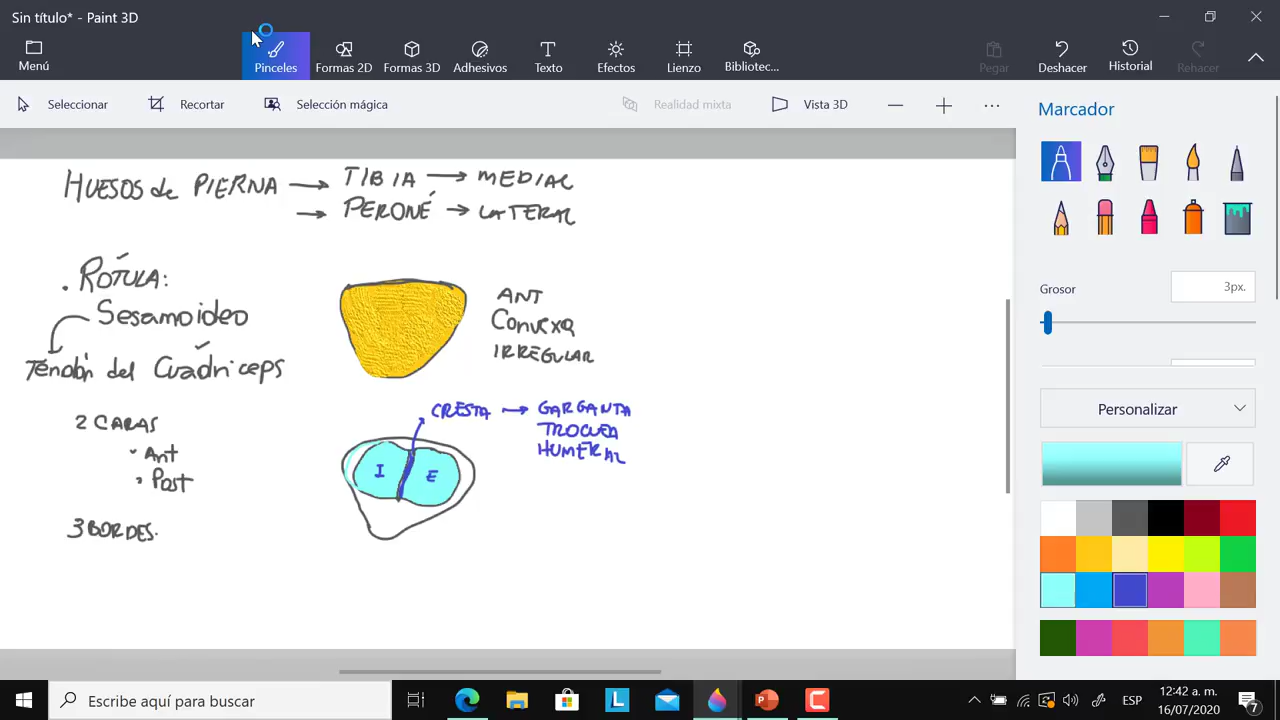 Sin título* - Paint 3D
Menú
Pinceles
Formas 2D
Formas 3D
Adhesivos
Texto
Efectos
Lienzo
Bibliotec...
Pegar
Deshacer
Historial
Rehacer
Seleccionar
Recortar
Selección mágica
Realidad mixta
Vista 3D
Marcador
Grosor
3px.
Personalizar
HUESOS de PIERNA → TIBIA → MEDIAL
→ PERONÉ → LATERAL
. RÓTULA:
Sesamoideo
Tendón del Cuádriceps
ANT
Convexa
IRREGULAR
2 CARAS
· Ant
· Post
3 BORDES.
CRESTA → GARGANTA
TROCLEA
HUMERAL
I
E
Escribe aquí para buscar
L
ESP
12:42 a. m.
16/07/2020
7